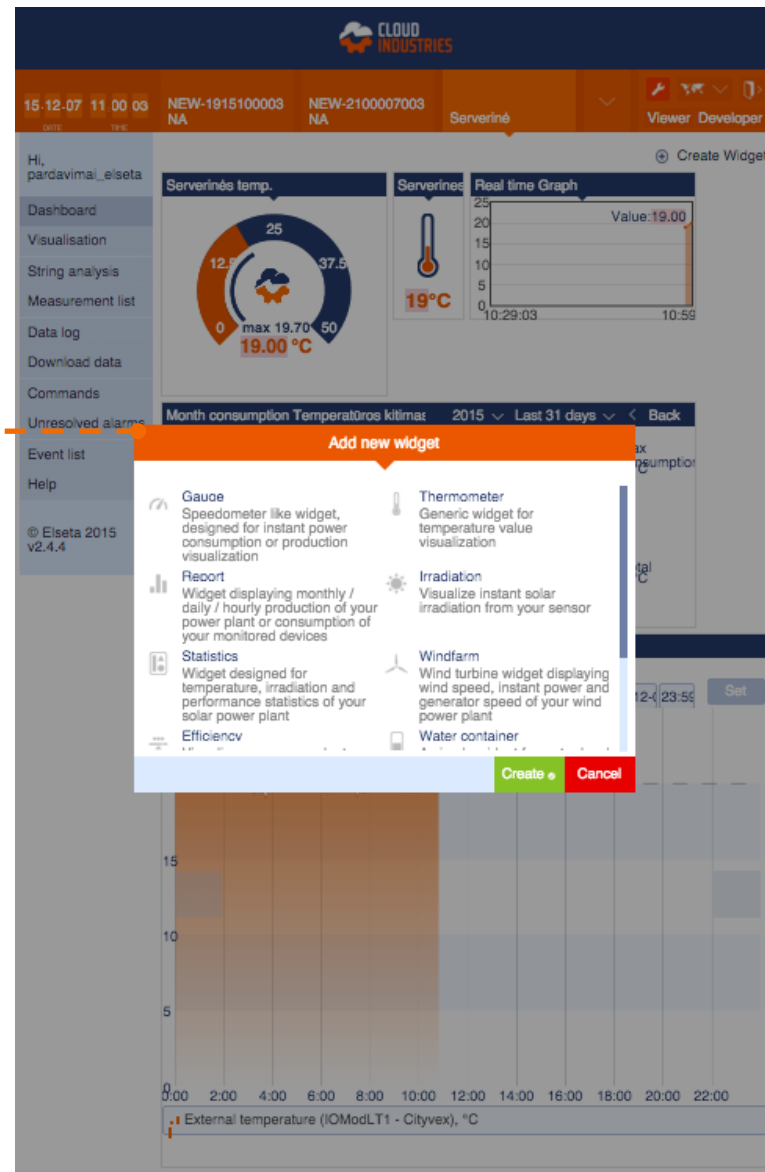 CLOUD
INDUSTRIES
15-12-07 11 00 03
DATE TIME
NEW-1915100003
NA
NEW-2100007003
NA
Serverinė
Viewer Developer
Hi,
pardavimai_elseta
Create Widget
Dashboard
Visualisation
String analysis
Measurement list
Data log
Download data
Commands
Unresolved alarms
Event list
Help
© Elseta 2015
v2.4.4
Serverinės temp.
25
12.5 37.5
0 max 19.70 50
19.00 °C
Serverines
19°C
Real time Graph
25
Value:19.00
20
15
10
5
0
10:29:03 10:59
Month consumption Temperatūros kitimas 2015 Last 31 days Back
Add new widget
Gauge
Speedometer like widget,
designed for instant power
consumption or production
visualization
Thermometer
Generic widget for
temperature value
visualization
Report
Widget displaying monthly /
daily / hourly production of your
power plant or consumption of
your monitored devices
Irradiation
Visualize instant solar
irradiation from your sensor
Statistics
Widget designed for
temperature, irradiation and
performance statistics of your
solar power plant
Windfarm
Wind turbine widget displaying
wind speed, instant power and
generator speed of your wind
power plant
Efficiency
Water container
Create Cancel
23:59 Set
15
10
5
0
0:00 2:00 4:00 6:00 8:00 10:00 12:00 14:00 16:00 18:00 20:00 22:00
External temperature (IOModLT1 - Cityvex), °C